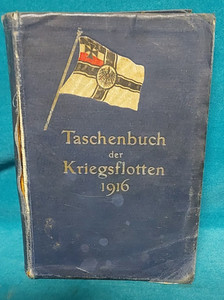 Taschenbuch
der
Kriegsflotten
1916